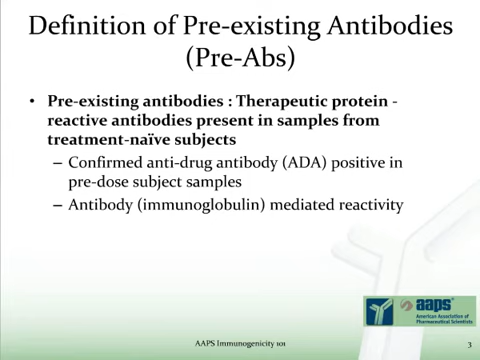 Definition of Pre-existing Antibodies
(Pre-Abs)
• Pre-existing antibodies : Therapeutic protein -
reactive antibodies present in samples from
treatment-naïve subjects
– Confirmed anti-drug antibody (ADA) positive in
pre-dose subject samples
– Antibody (immunoglobulin) mediated reactivity
aaps
American Association of
Pharmaceutical Scientists
AAPS Immunogenicity 101
3